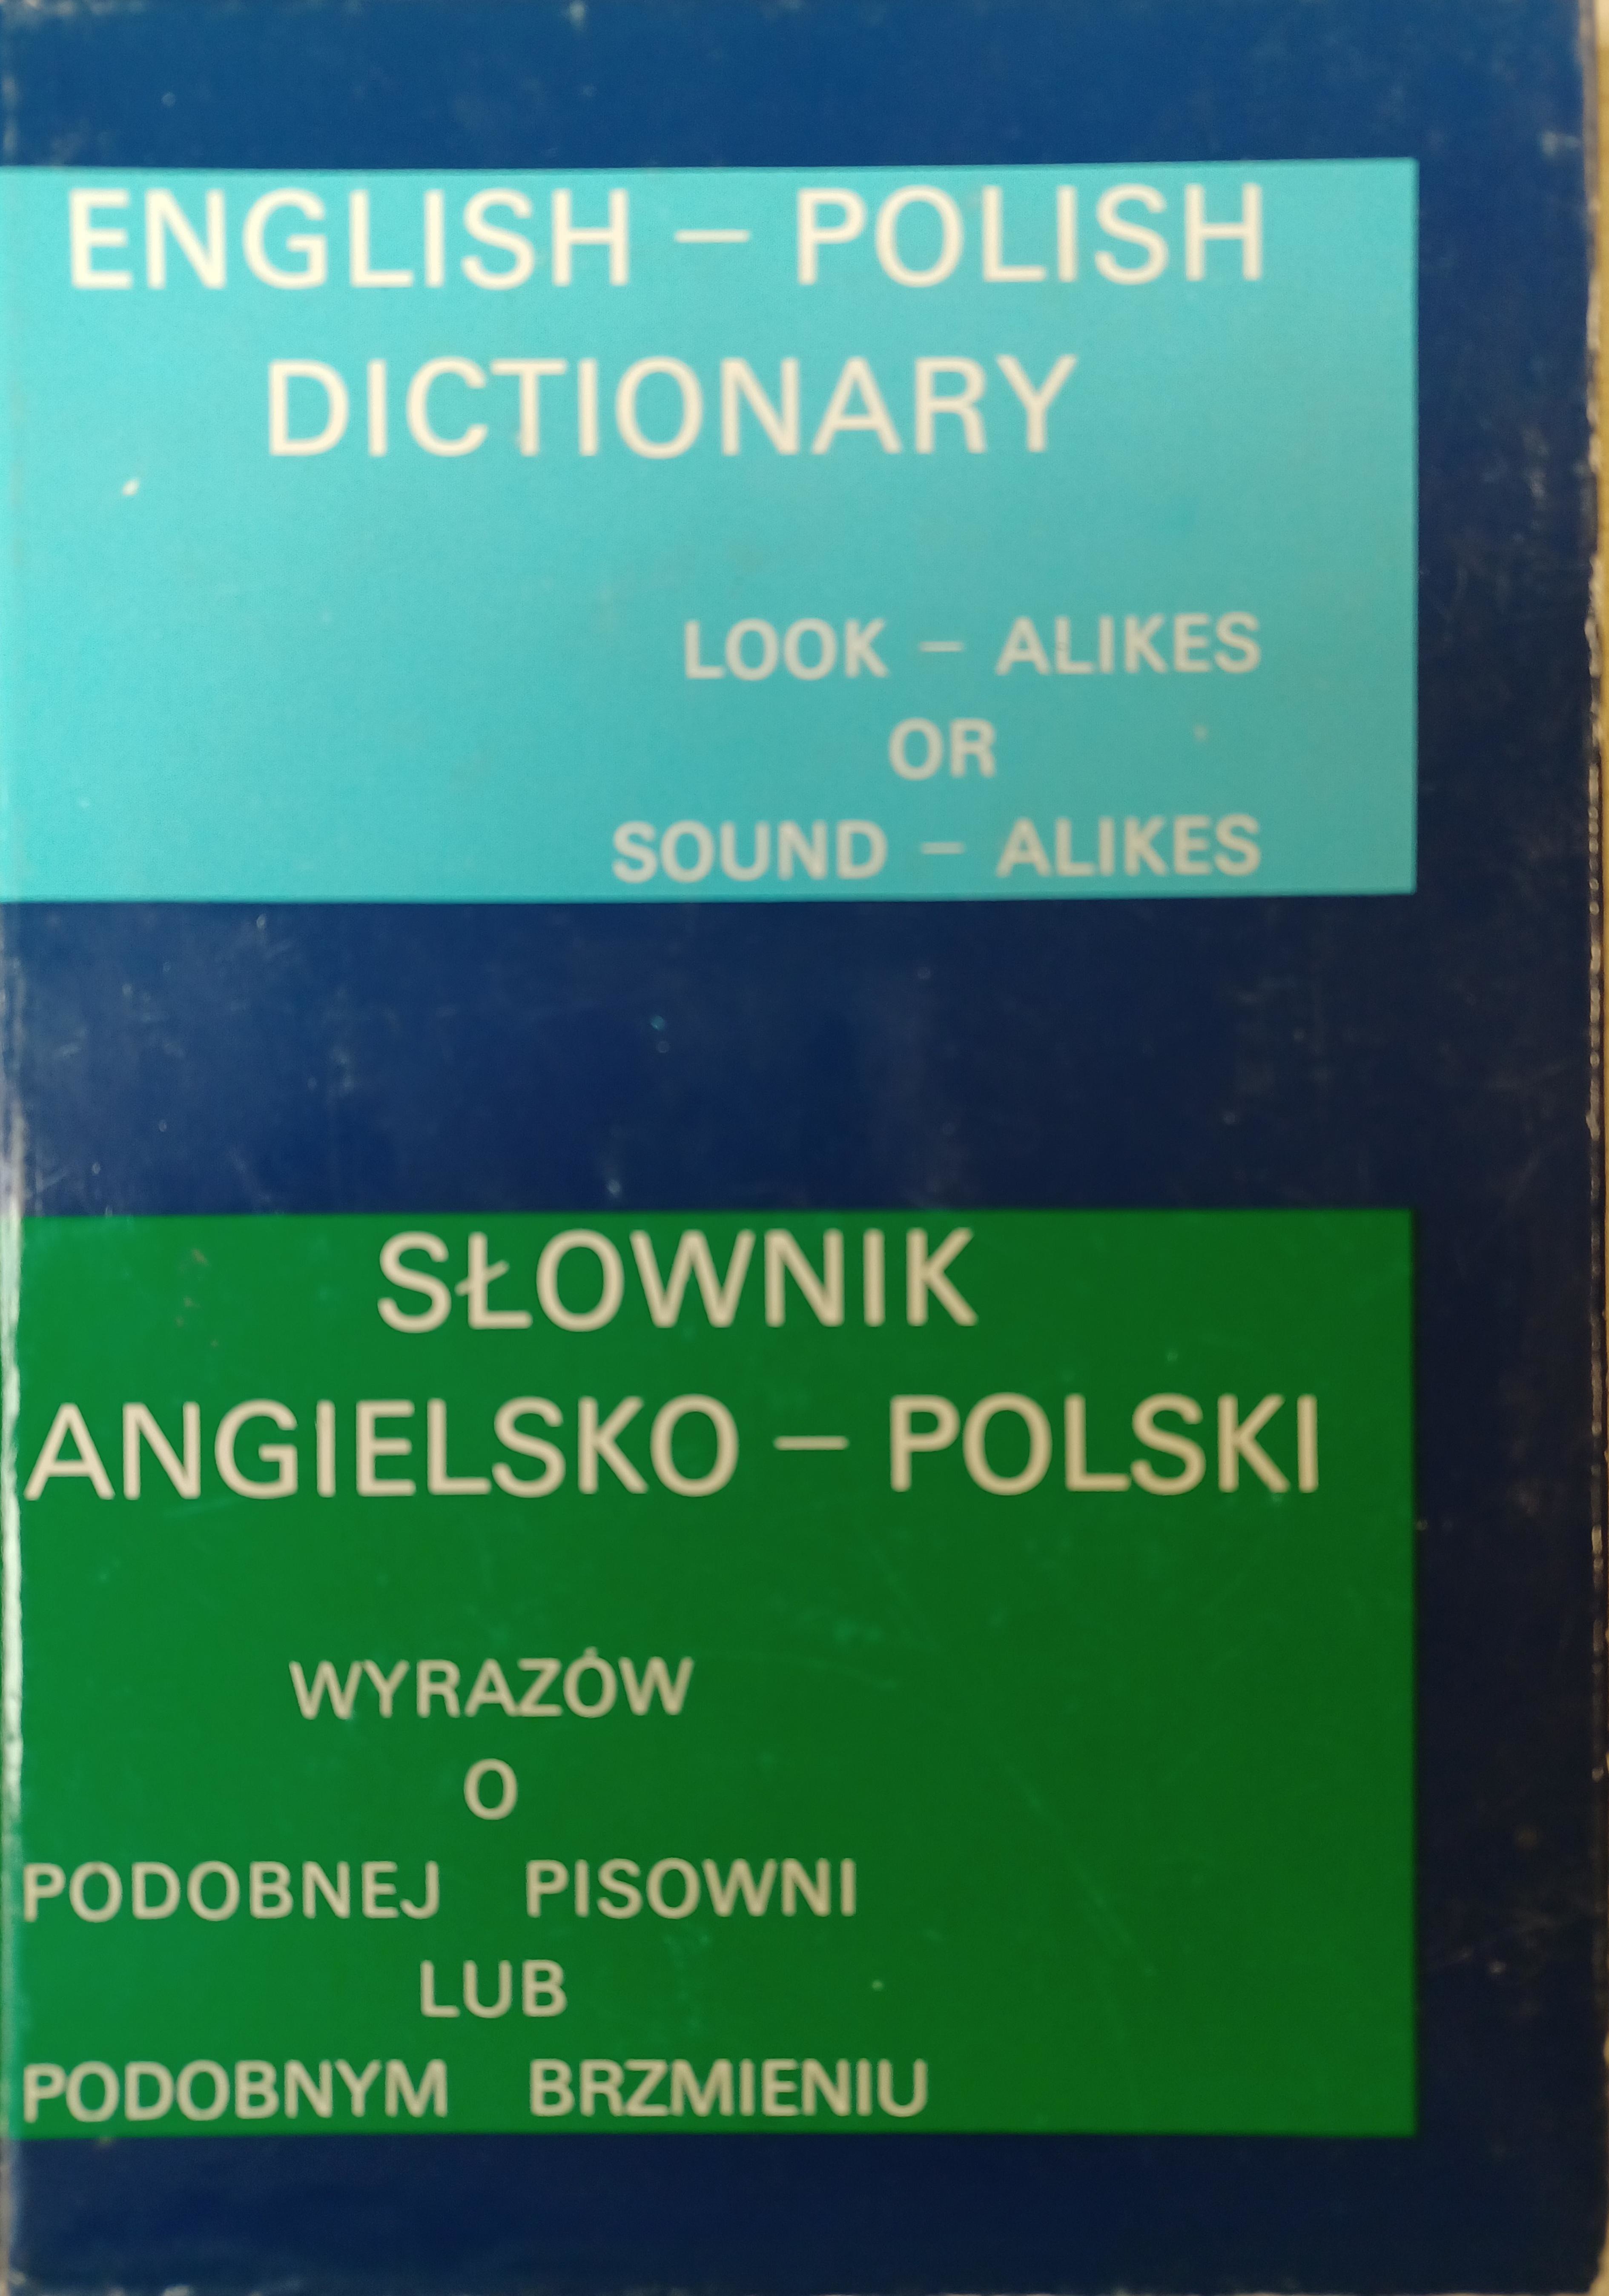 ENGLISH – POLISH
DICTIONARY
LOOK – ALIKES
OR
SOUND – ALIKES
SŁOWNIK
ANGIELSKO – POLSKI
WYRAZÓW
O
PODOBNEJ PISOWNI
LUB
PODOBNYM BRZMIENIU